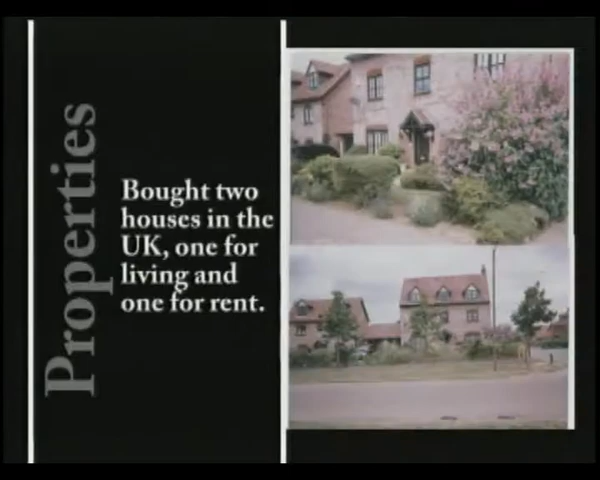 Properties
Bought two
houses in the
UK, one for
living and
one for rent.